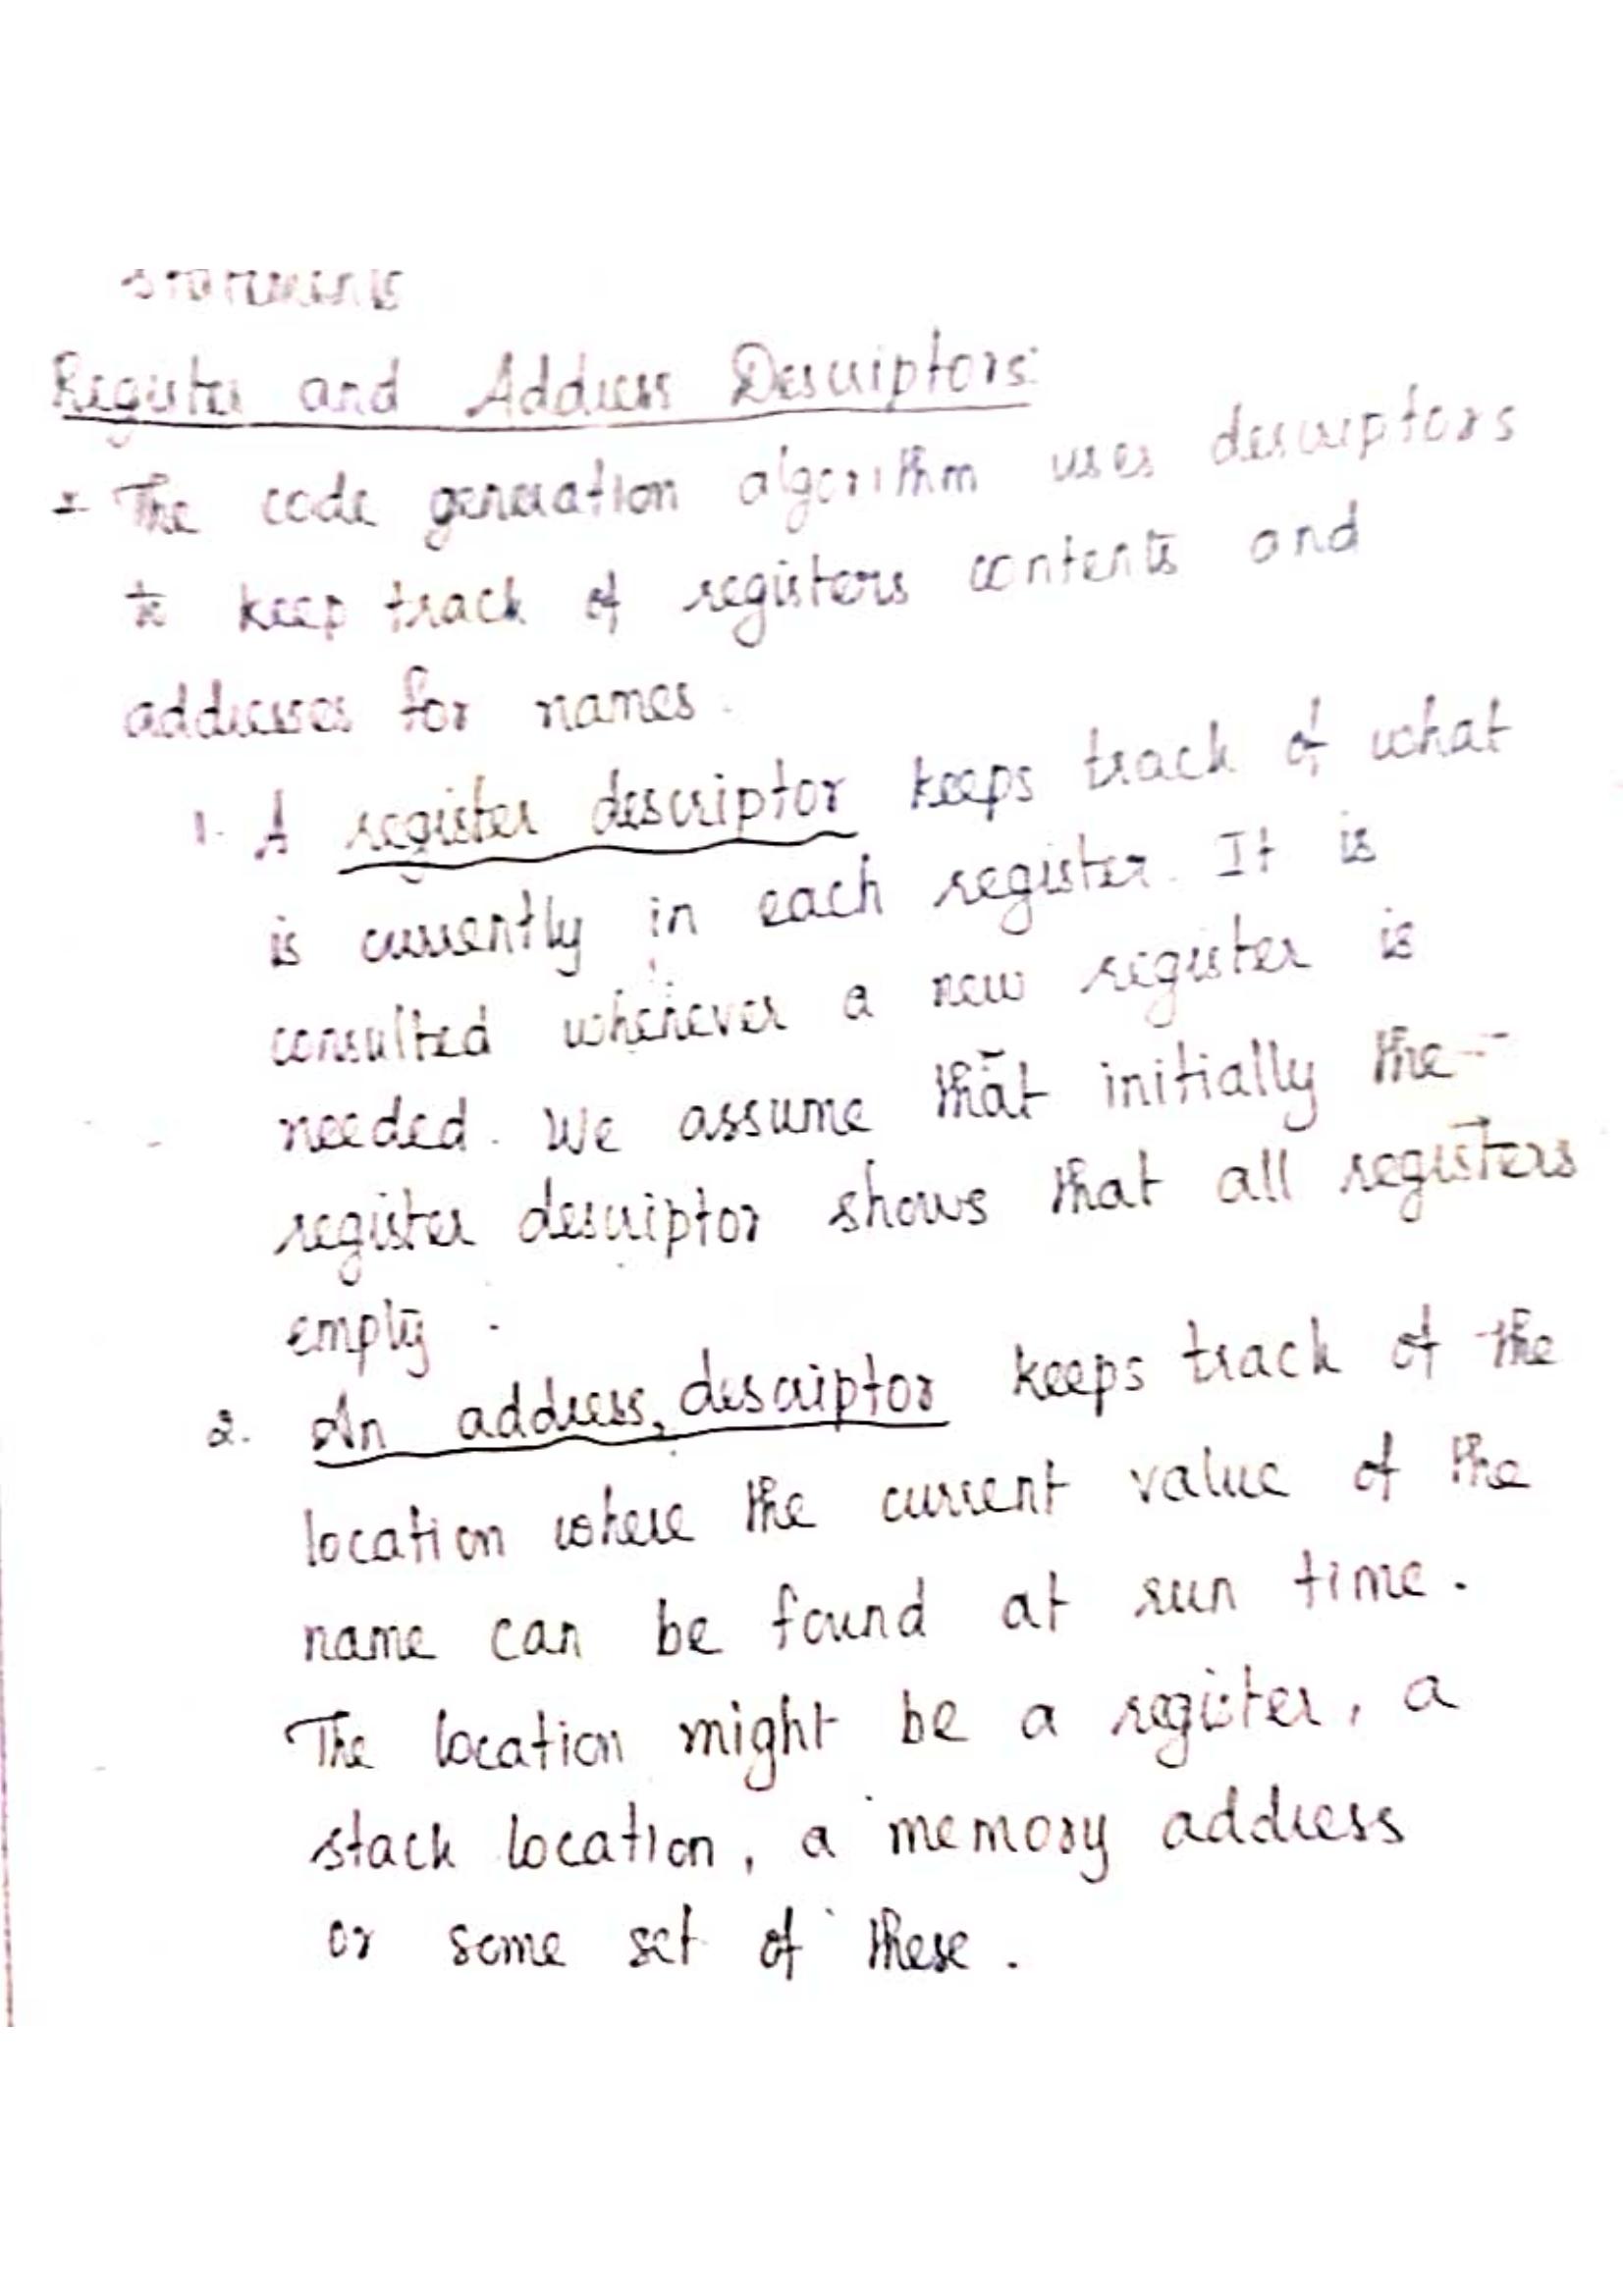 statements
Register and Address Descriptors:
The code generation algorithm uses descriptors
to keep track of registers contents and
addresses for names.
1. A register descriptor keeps track of what
is currently in each register. It is
consulted whenever a new register is
needed. We assume that initially the
register descriptor shows that all registers
empty.
2. An address descriptor keeps track of the
location where the current value of the
name can be found at run time.
The location might be a register, a
stack location, a memory address
or some set of these.